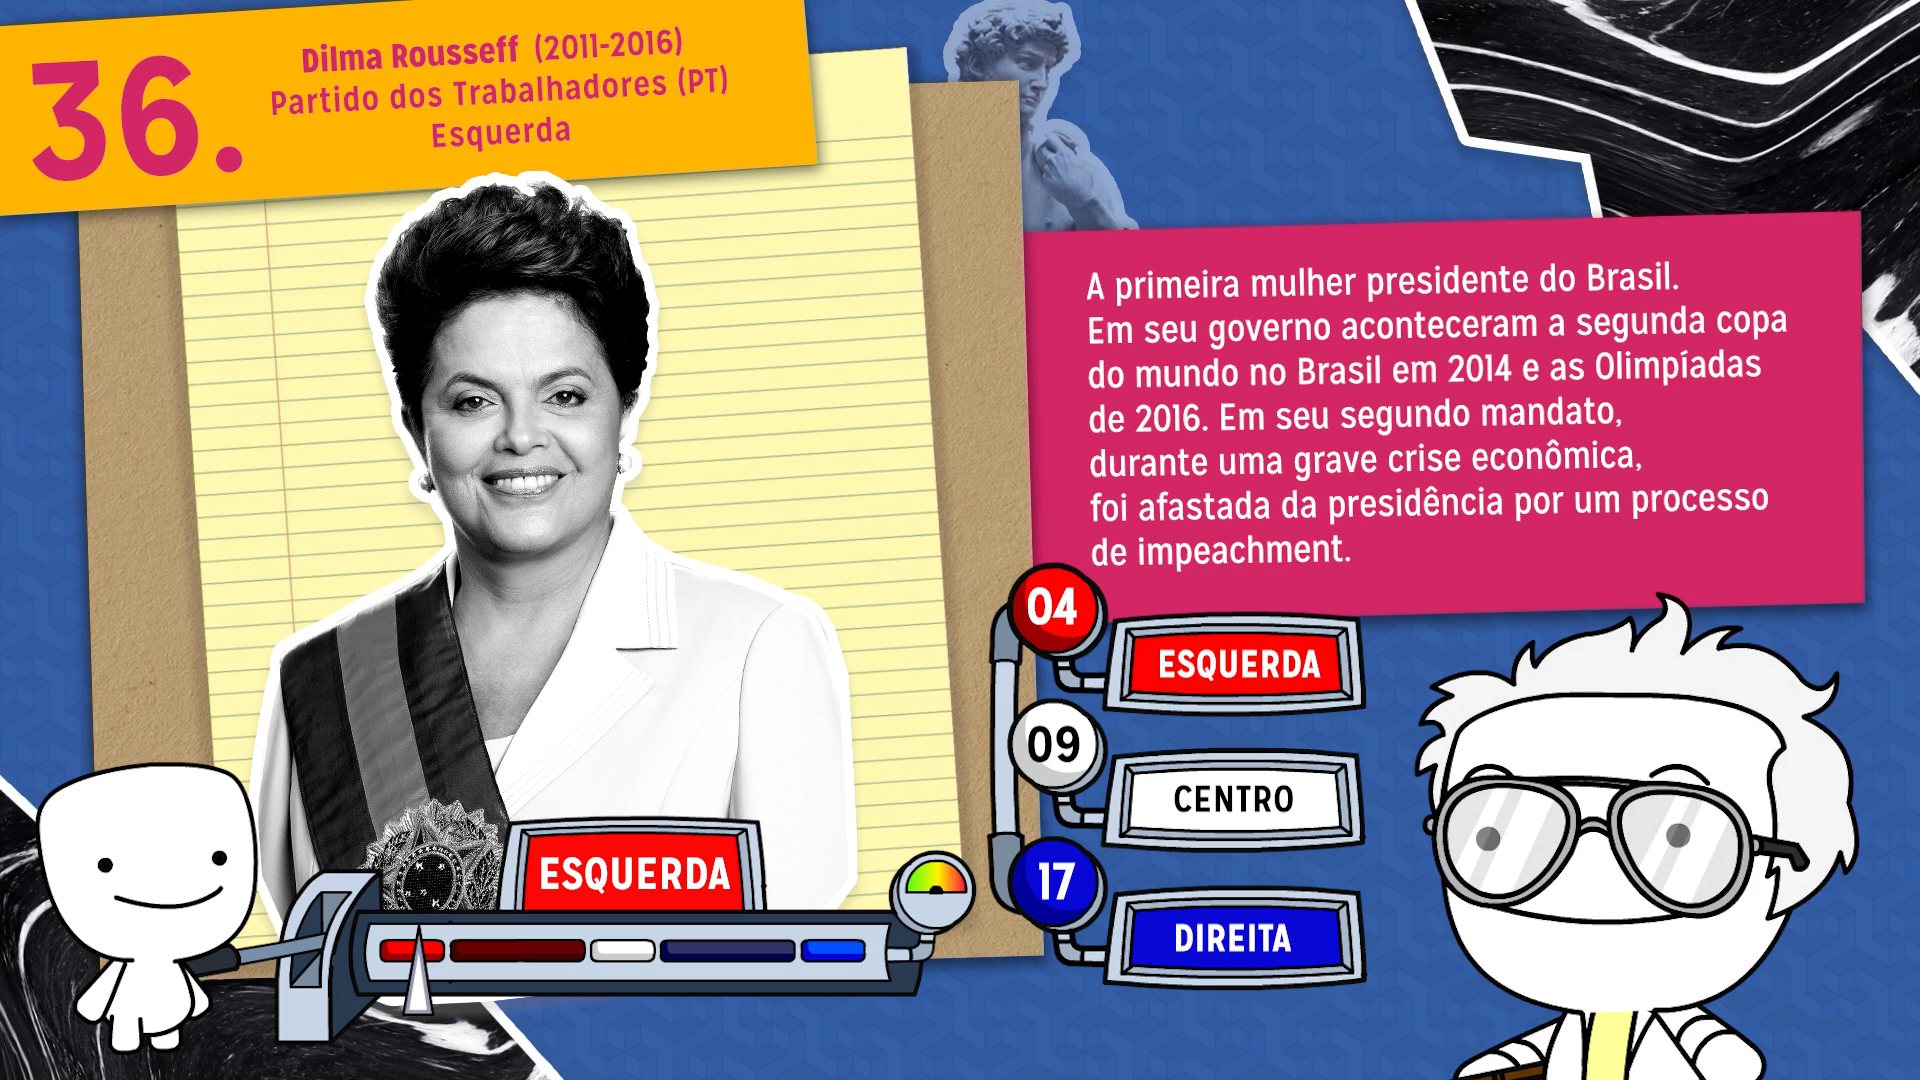 36.
Dilma Rousseff (2011-2016)
Partido dos Trabalhadores (PT)
Esquerda
A primeira mulher presidente do Brasil.
Em seu governo aconteceram a segunda copa
do mundo no Brasil em 2014 e as Olimpíadas
de 2016. Em seu segundo mandato,
durante uma grave crise econômica,
foi afastada da presidência por um processo
de impeachment.
04
ESQUERDA
09
CENTRO
17
DIREITA
ESQUERDA